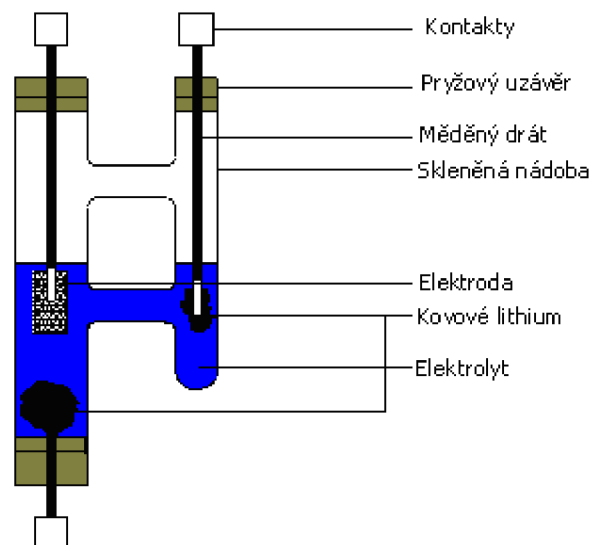 Kontakty
Pryžový uzávěr
Měděný drát
Skleněná nádoba
Elektroda
Kovové lithium
Elektrolyt